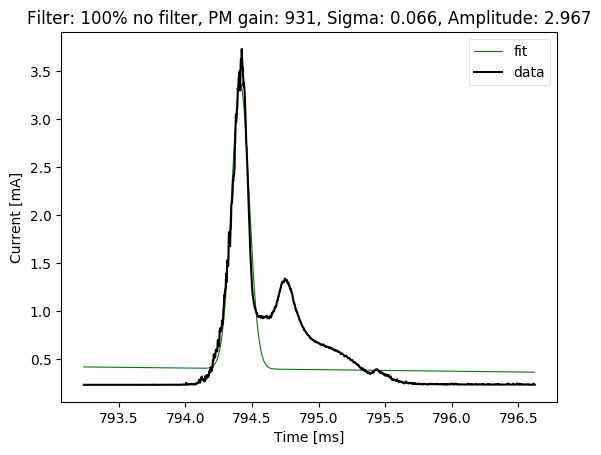 Filter: 100% no filter, PM gain: 931, Sigma: 0.066, Amplitude: 2.967
fit
data
Current [mA]
3.5
3.0
2.5
2.0
1.5
1.0
0.5
793.5 794.0 794.5 795.0 795.5 796.0 796.5
Time [ms]